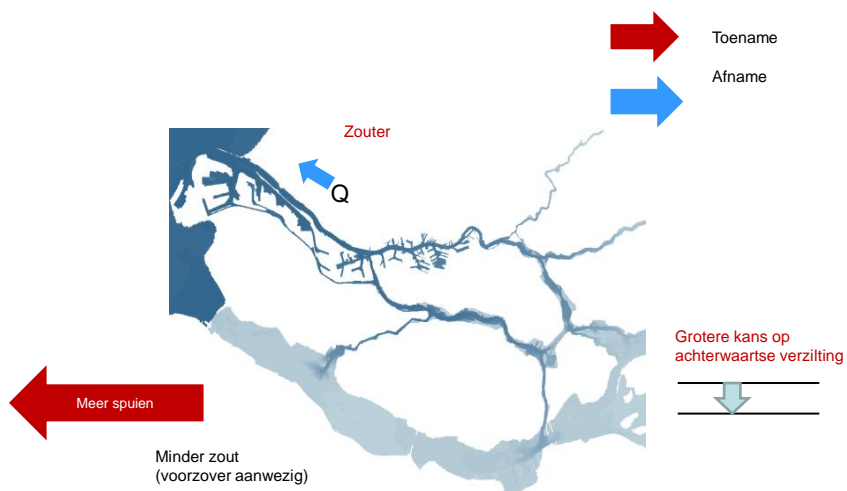 Toename
Afname
Zouter
Q
Grotere kans op
achterwaartse verzilting
Meer spuien
Minder zout
(voorzover aanwezig)